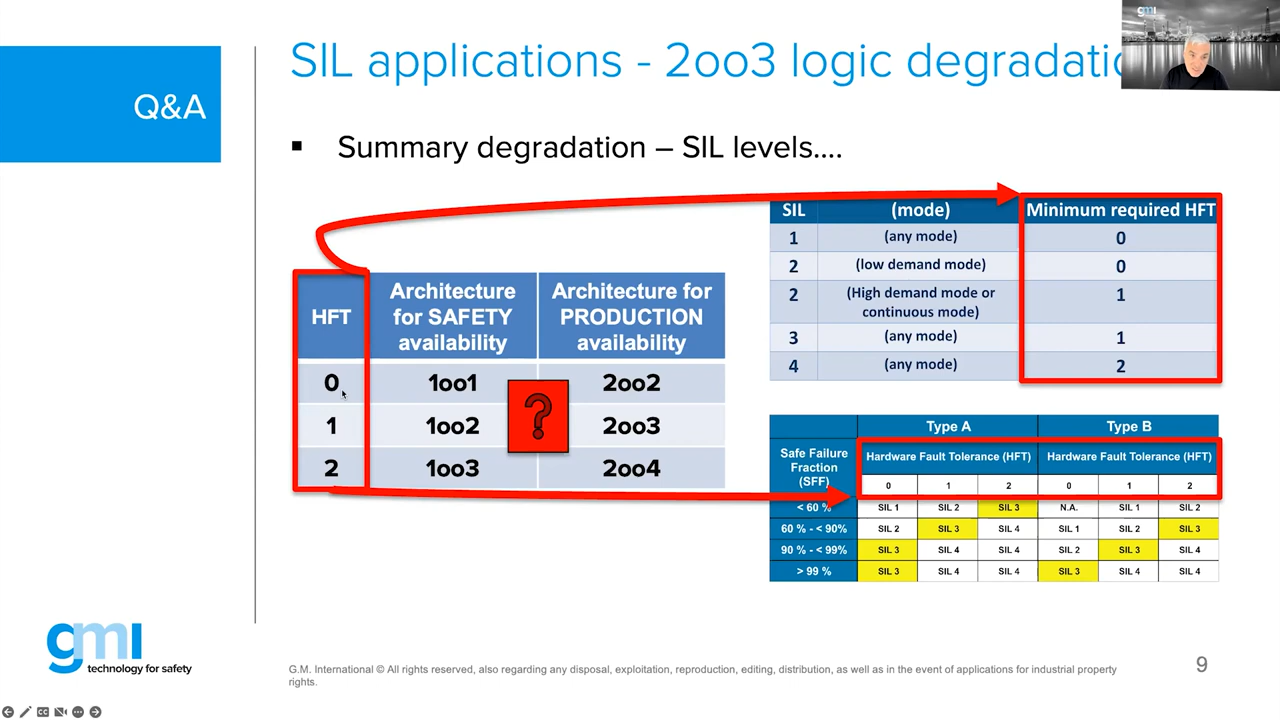 gmi
SIL applications - 2oo3 logic degradatio
Q&A
Summary degradation – SIL levels....
HFT
Architecture
for SAFETY
availability
Architecture for
PRODUCTION
availability
0 1oo1 2oo2
1 1oo2 2oo3
2 1oo3 2oo4
?
SIL (mode) Minimum required HFT
1 (any mode) 0
2 (low demand mode) 0
2 (High demand mode or
continuous mode) 1
3 (any mode) 1
4 (any mode) 2
Type A Type B
Safe Failure
Fraction
(SFF)
Hardware Fault Tolerance (HFT) Hardware Fault Tolerance (HFT)
0 1 2 0 1 2
< 60 % SIL 1 SIL 2 SIL 3 N.A. SIL 1 SIL 2
60 % - < 90% SIL 2 SIL 3 SIL 4 SIL 1 SIL 2 SIL 3
90 % - < 99% SIL 3 SIL 4 SIL 4 SIL 2 SIL 3 SIL 4
> 99 % SIL 3 SIL 4 SIL 4 SIL 3 SIL 4 SIL 4
gmi
technology for safety
G.M. International © All rights reserved, also regarding any disposal, exploitation, reproduction, editing, distribution, as well as in the event of applications for industrial property
rights.
9
CC